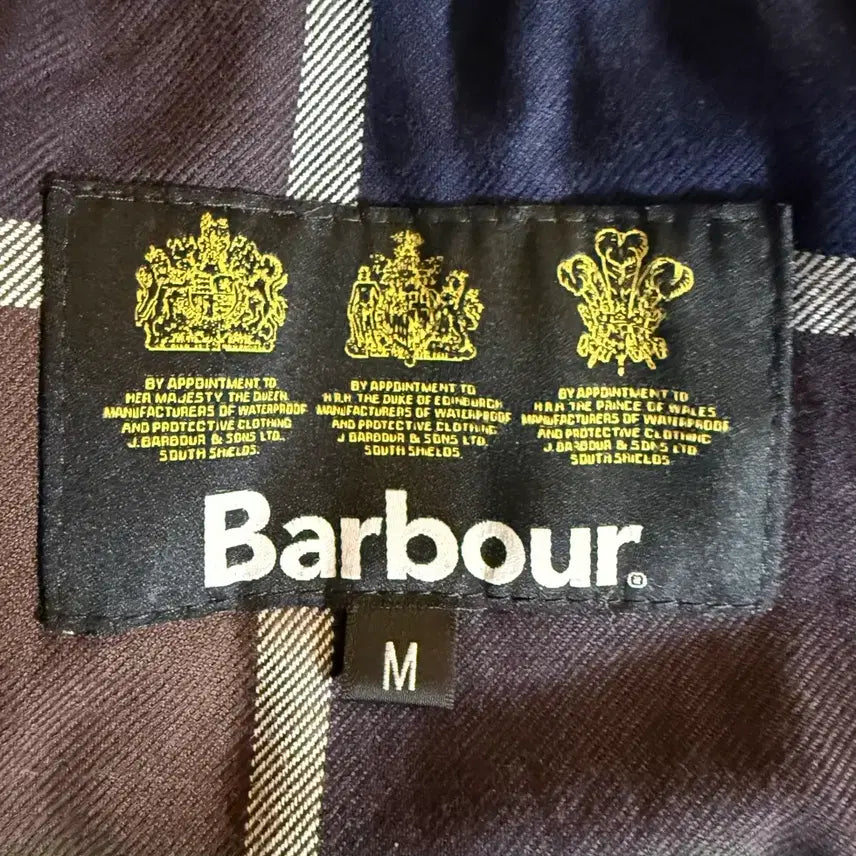 BY APPOINTMENT TO
HER MAJESTY THE QUEEN
MANUFACTURERS OF WATERPROOF
AND PROTECTIVE CLOTHING
J.BARBOUR & SONS LTD.
SOUTH SHIELDS.
BY APPOINTMENT TO
H.R.H THE DUKE OF EDINBURGH
MANUFACTURERS OF WATERPROOF
AND PROTECTIVE CLOTHING
J BARBOUR & SONS LTD.
SOUTH SHIELDS
BY APPOINTMENT TO
H.R.H THE PRINCE OF WALES
MANUFACTURERS OF WATERPROOF
AND PROTECTIVE CLOTHING
J. BARBOUR & SONS LTD
SOUTH SHIELDS.
Barbour®
M